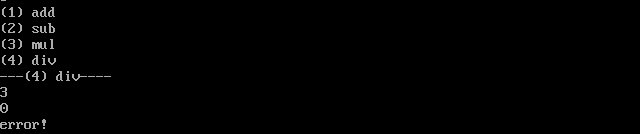 (1) add
(2) sub
(3) mul
(4) div
---(4) div----
3
0
error!